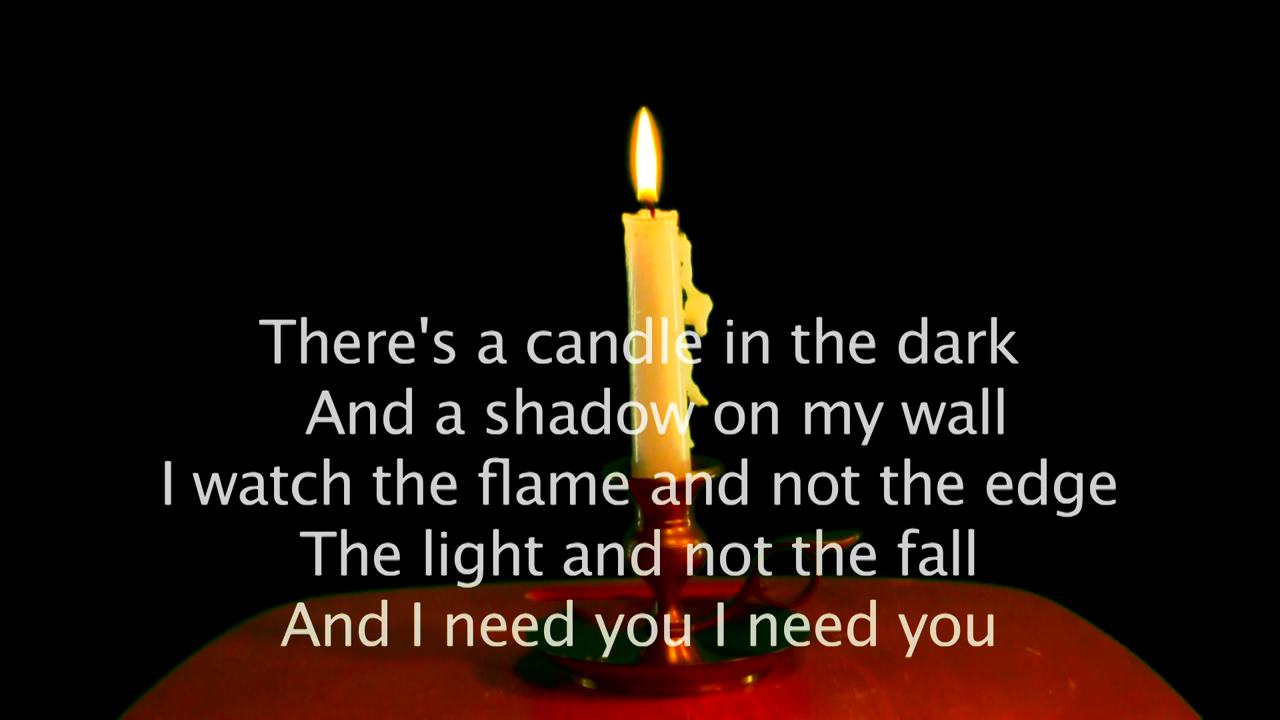 There's a candle in the dark
And a shadow on my wall
I watch the flame and not the edge
The light and not the fall
And I need you I need you